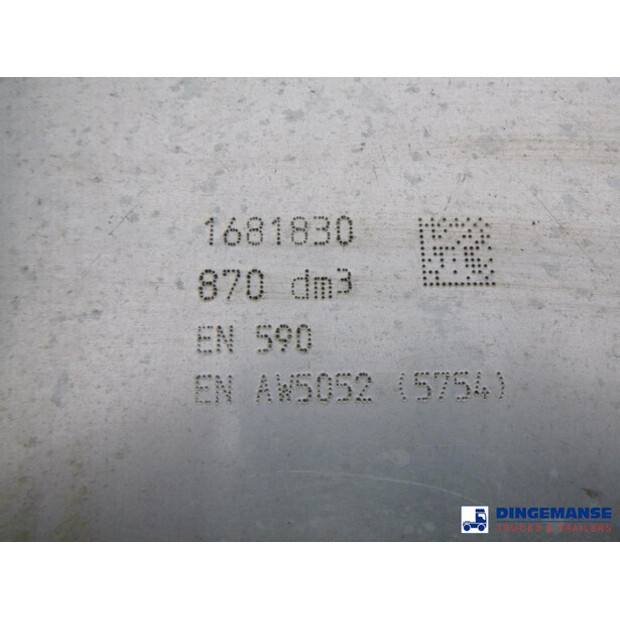 1681830
870 dm³
EN 590
EN AW5052 (5754)
DINGEMANSE
TRUCKS & TRAILERS